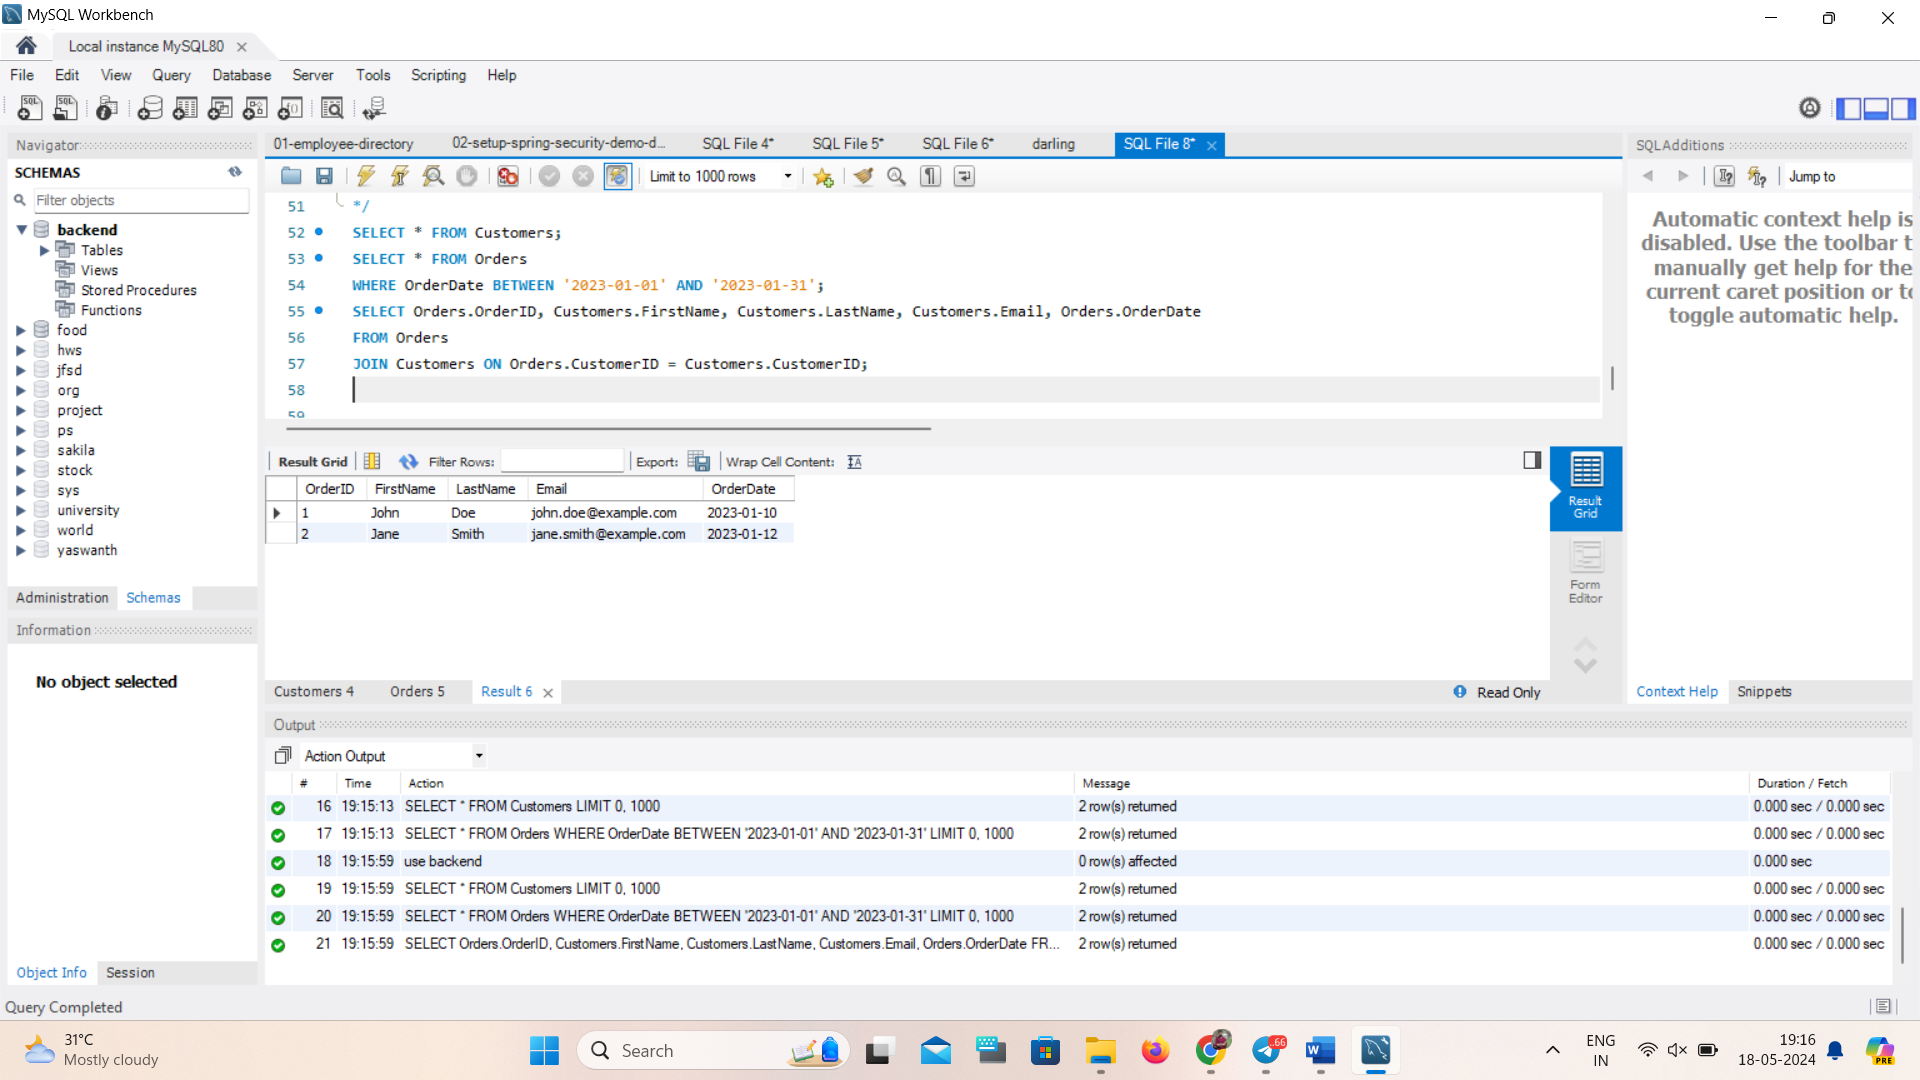 MySQL Workbench
Local instance MySQL80
File Edit View Query Database Server Tools Scripting Help
Navigator
SCHEMAS
Filter objects
backend
Tables
Views
Stored Procedures
Functions
food
hws
jfsd
org
project
ps
sakila
stock
sys
university
world
yaswanth
Administration Schemas
Information
No object selected
Object Info Session
01-employee-directory 02-setup-spring-security-demo-d... SQL File 4* SQL File 5* SQL File 6* darling SQL File 8*
Limit to 1000 rows
51 */
52 SELECT * FROM Customers;
53 SELECT * FROM Orders
54 WHERE OrderDate BETWEEN '2023-01-01' AND '2023-01-31';
55 SELECT Orders.OrderID, Customers.FirstName, Customers.LastName, Customers.Email, Orders.OrderDate
56 FROM Orders
57 JOIN Customers ON Orders.CustomerID = Customers.CustomerID;
58
59
Result Grid Filter Rows: Export: Wrap Cell Content:
OrderID FirstName LastName Email OrderDate
1 John Doe john.doe@example.com 2023-01-10
2 Jane Smith jane.smith@example.com 2023-01-12
Result
Grid
Form
Editor
Customers 4 Orders 5 Result 6
Read Only
SQLAdditions
Jump to
Automatic context help is
disabled. Use the toolbar t
manually get help for the
current caret position or to
toggle automatic help.
Context Help Snippets
Output
Action Output
# Time Action Message Duration / Fetch
16 19:15:13 SELECT * FROM Customers LIMIT 0, 1000 2 row(s) returned 0.000 sec / 0.000 sec
17 19:15:13 SELECT * FROM Orders WHERE OrderDate BETWEEN '2023-01-01' AND '2023-01-31' LIMIT 0, 1000 2 row(s) returned 0.000 sec / 0.000 sec
18 19:15:59 use backend 0 row(s) affected 0.000 sec
19 19:15:59 SELECT * FROM Customers LIMIT 0, 1000 2 row(s) returned 0.000 sec / 0.000 sec
20 19:15:59 SELECT * FROM Orders WHERE OrderDate BETWEEN '2023-01-01' AND '2023-01-31' LIMIT 0, 1000 2 row(s) returned 0.000 sec / 0.000 sec
21 19:15:59 SELECT Orders.OrderID, Customers.FirstName, Customers.LastName, Customers.Email, Orders.OrderDate FR... 2 row(s) returned 0.000 sec / 0.000 sec
Query Completed
31°C
Mostly cloudy
Search
66
ENG
IN
19:16
18-05-2024
PRE